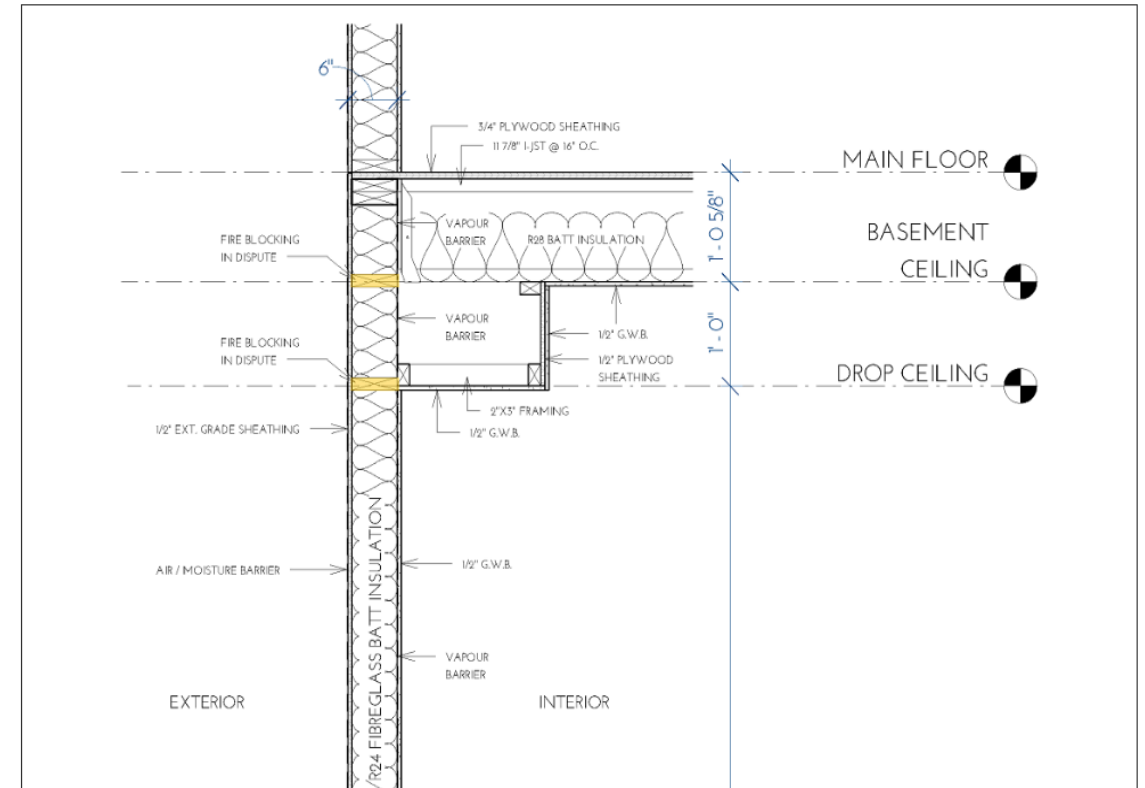 6"
3/4" PLYWOOD SHEATHING
11 7/8" I-JST @ 16" O.C.
MAIN FLOOR
1' - 0 5/8"
VAPOUR
BARRIER
R28 BATT INSULATION
BASEMENT
CEILING
FIRE BLOCKING
IN DISPUTE
VAPOUR
BARRIER
1/2" G.W.B.
1' - 0"
FIRE BLOCKING
IN DISPUTE
1/2" PLYWOOD
SHEATHING
DROP CEILING
2"X3" FRAMING
1/2" EXT. GRADE SHEATHING
1/2" G.W.B.
R24 FIBREGLASS BATT INSULATION
AIR / MOISTURE BARRIER
1/2" G.W.B.
VAPOUR
BARRIER
EXTERIOR
INTERIOR